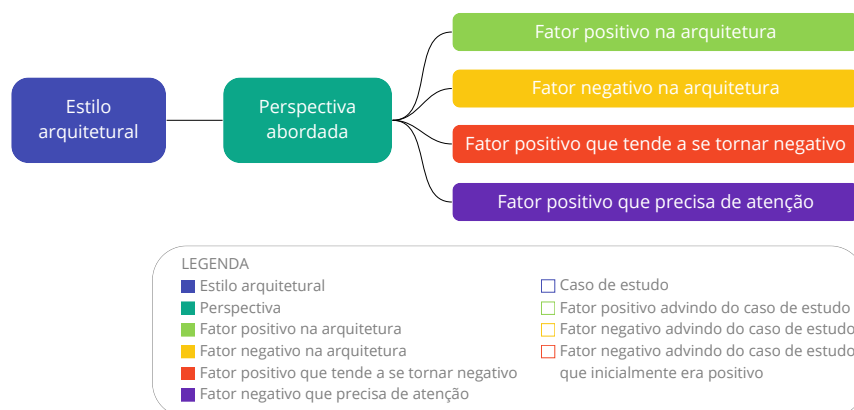 Estilo
arquitetural
Perspectiva
abordada
Fator positivo na arquitetura
Fator negativo na arquitetura
Fator positivo que tende a se tornar negativo
Fator positivo que precisa de atenção
LEGENDA
Estilo arquitetural
Perspectiva
Fator positivo na arquitetura
Fator negativo na arquitetura
Fator positivo que tende a se tornar negativo
Fator negativo que precisa de atenção
Caso de estudo
Fator positivo advindo do caso de estudo
Fator negativo advindo do caso de estudo
Fator negativo advindo do caso de estudo
que inicialmente era positivo